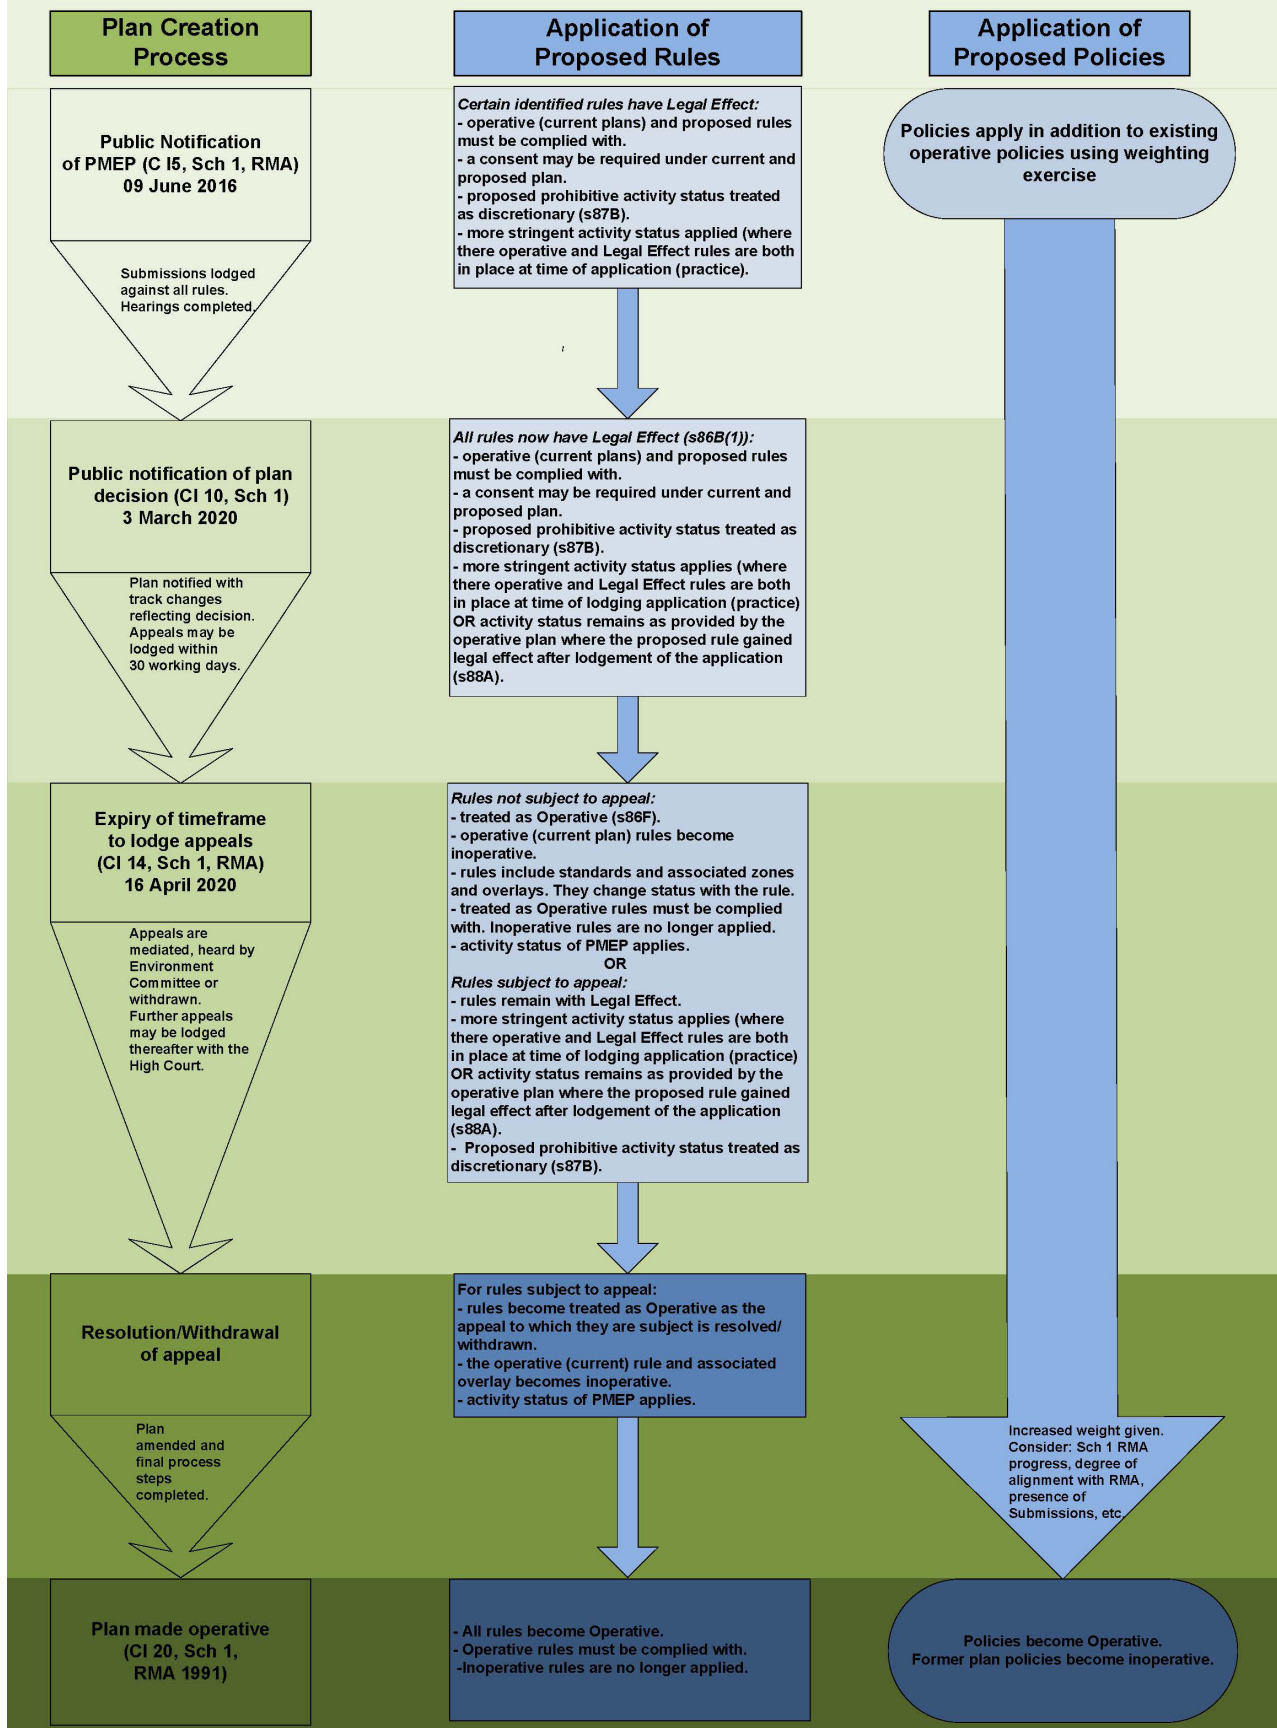 Plan Creation
Process
Application of
Proposed Rules
Application of
Proposed Policies
Public Notification
of PMEP (C l5, Sch 1, RMA)
09 June 2016
Submissions lodged
against all rules.
Hearings completed.
Certain identified rules have Legal Effect:
- operative (current plans) and proposed rules
must be complied with.
- a consent may be required under current and
proposed plan.
- proposed prohibitive activity status treated
as discretionary (s87B).
- more stringent activity status applied (where
there operative and Legal Effect rules are both
in place at time of application (practice).
Policies apply in addition to existing
operative policies using weighting
exercise
Public notification of plan
decision (Cl 10, Sch 1)
3 March 2020
Plan notified with
track changes
reflecting decision.
Appeals may be
lodged within
30 working days.
All rules now have Legal Effect (s86B(1)):
- operative (current plans) and proposed rules
must be complied with.
- a consent may be required under current and
proposed plan.
- proposed prohibitive activity status treated as
discretionary (s87B).
- more stringent activity status applies (where
there operative and Legal Effect rules are both
in place at time of lodging application (practice)
OR activity status remains as provided by the
operative plan where the proposed rule gained
legal effect after lodgement of the application
(s88A).
Expiry of timeframe
to lodge appeals
(Cl 14, Sch 1, RMA)
16 April 2020
Appeals are
mediated, heard by
Environment
Committee or
withdrawn.
Further appeals
may be lodged
thereafter with the
High Court.
Rules not subject to appeal:
- treated as Operative (s86F).
- operative (current plan) rules become
inoperative.
- rules include standards and associated zones
and overlays. They change status with the rule.
- treated as Operative rules must be complied
with. Inoperative rules are no longer applied.
- activity status of PMEP applies.
OR
Rules subject to appeal:
- rules remain with Legal Effect.
- more stringent activity status applies (where
there operative and Legal Effect rules are both
in place at time of lodging application (practice)
OR activity status remains as provided by the
operative plan where the proposed rule gained
legal effect after lodgement of the application
(s88A).
- Proposed prohibitive activity status treated as
discretionary (s87B).
Resolution/Withdrawal
of appeal
Plan
amended and
final process
steps
completed.
For rules subject to appeal:
- rules become treated as Operative as the
appeal to which they are subject is resolved/
withdrawn.
- the operative (current) rule and associated
overlay becomes inoperative.
- activity status of PMEP applies.
Increased weight given.
Consider: Sch 1 RMA
progress, degree of
alignment with RMA,
presence of
Submissions, etc.
Plan made operative
(Cl 20, Sch 1,
RMA 1991)
- All rules become Operative.
- Operative rules must be complied with.
-Inoperative rules are no longer applied.
Policies become Operative.
Former plan policies become inoperative.